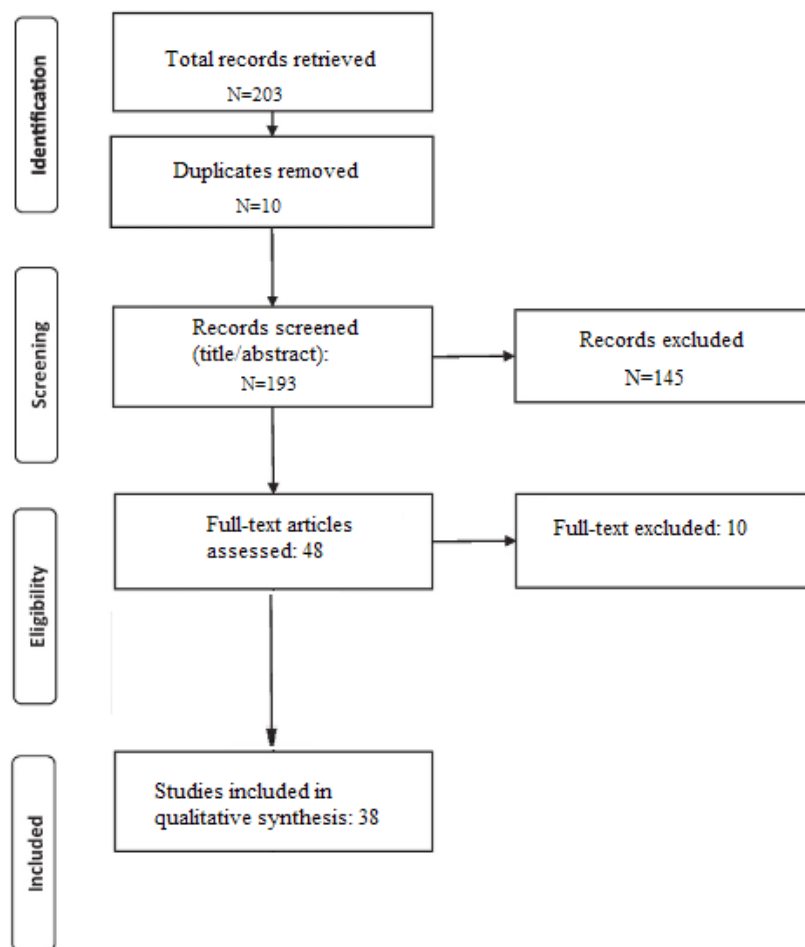 Identification
Total records retrieved
N=203
Duplicates removed
N=10
Screening
Records screened
(title/abstract):
N=193
Records excluded
N=145
Eligibility
Full-text articles
assessed: 48
Full-text excluded: 10
Included
Studies included in
qualitative synthesis: 38